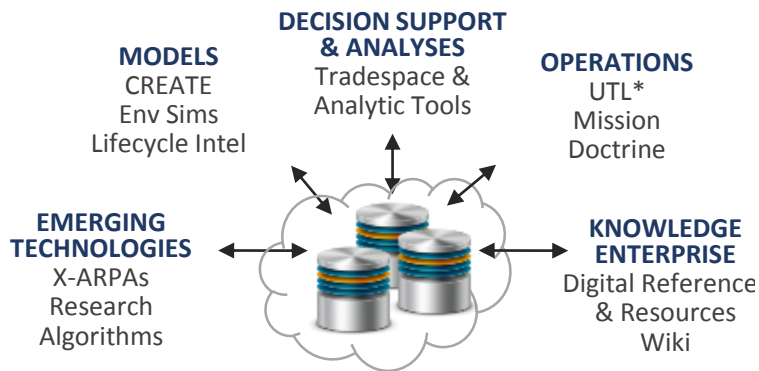 DECISION SUPPORT
& ANALYSES
Tradespace &
Analytic Tools
MODELS
CREATE
Env Sims
Lifecycle Intel
OPERATIONS
UTL*
Mission
Doctrine
EMERGING
TECHNOLOGIES
X-ARPAs
Research
Algorithms
KNOWLEDGE
ENTERPRISE
Digital Reference
& Resources
Wiki